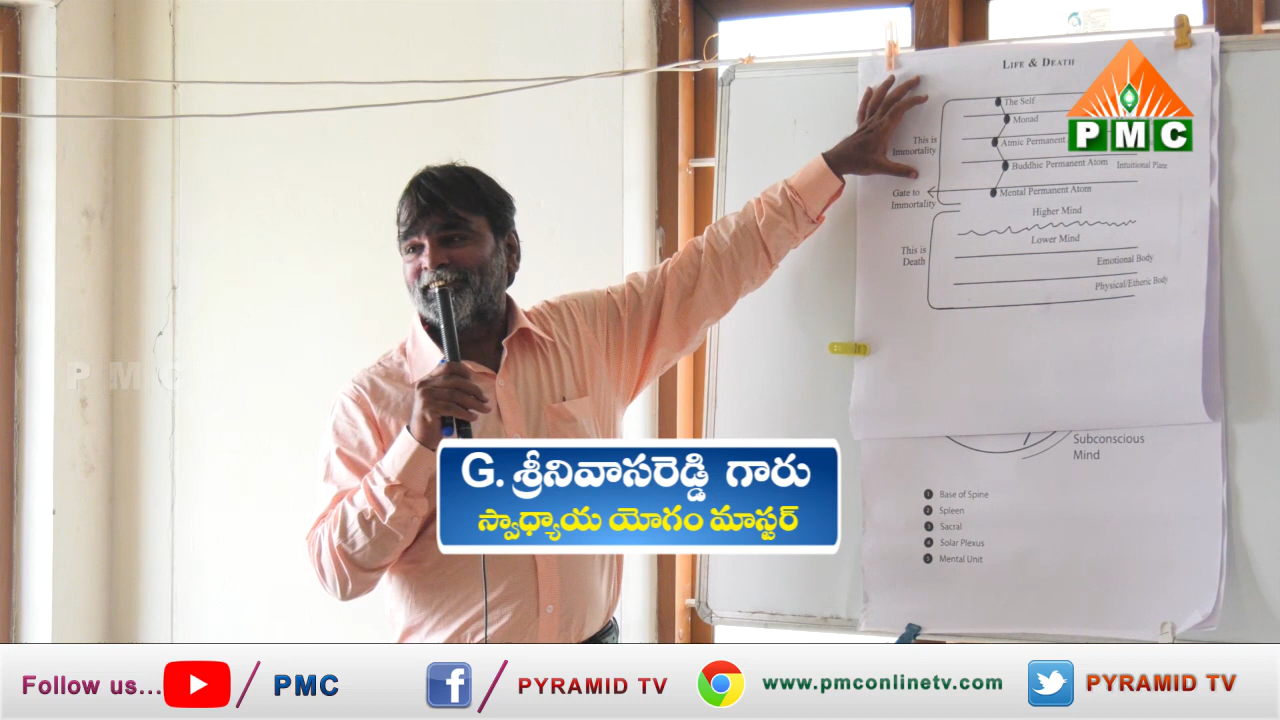 LIFE & DEATH
The Self
Monad
This is
Immortality
Atmic Permanent
Buddhic Permanent Atom
Intuitional Plane
Gate to
Immortality
Mental Permanent Atom
Higher Mind
Lower Mind
This is
Death
Emotional Body
Physical/Etheric Body
PMC
PMC
Subconscious
Mind
1 Base of Spine
2 Spleen
3 Sacral
4 Solar Plexus
5 Mental Unit
G. శ్రీనివాసరెడ్డి గారు
స్వాధ్యాయ యోగం మాస్టర్
Follow us... PMC PYRAMID TV www.pmconlinetv.com PYRAMID TV